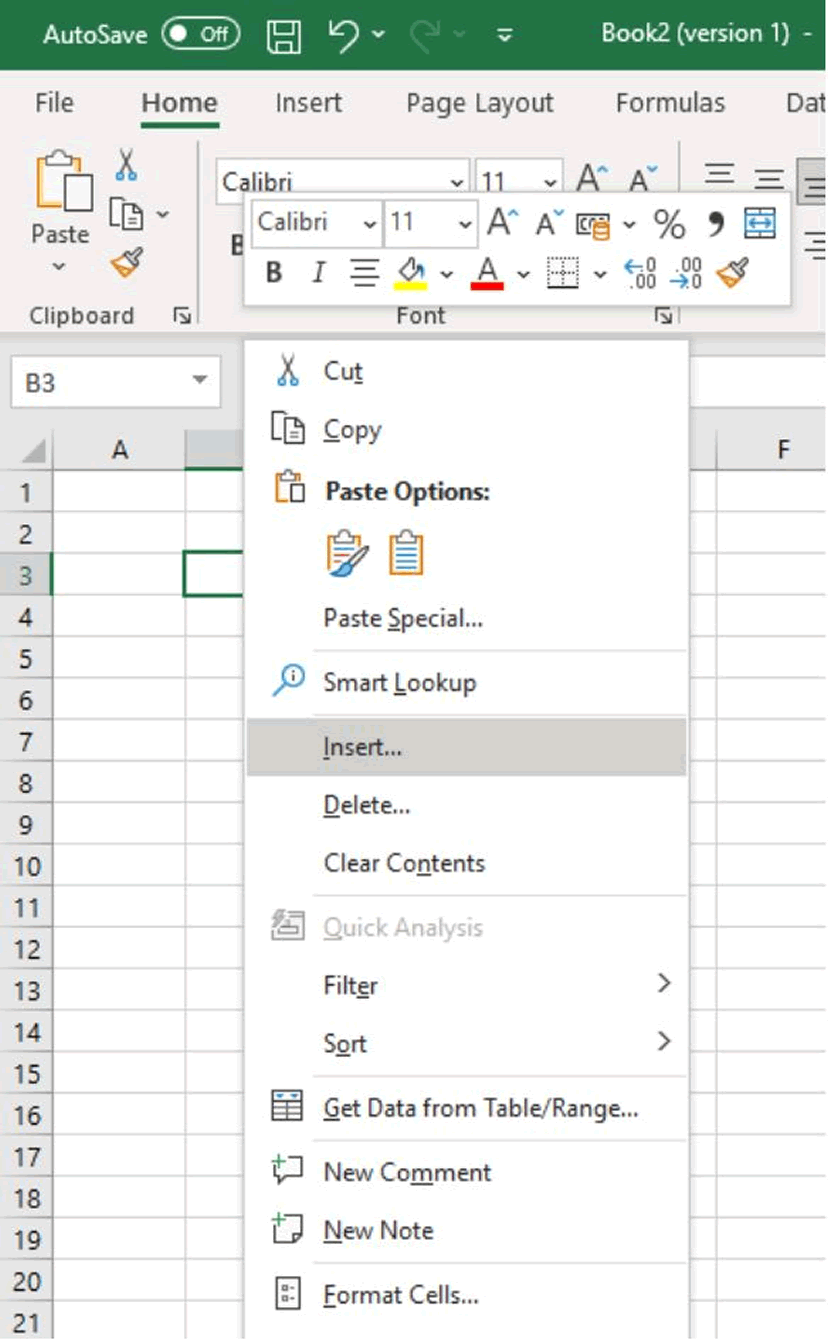 AutoSave Off Book2 (version 1) -
File Home Insert Page Layout Formulas Dat
Calibri 11 A A
Paste
Calibri 11 A A % 9
B B I A .00 .00
Clipboard Font
B3
A F
Cut
Copy
1
Paste Options:
2
3
4 Paste Special...
5
Smart Lookup
6
7 Insert...
8 Delete...
9
10 Clear Contents
11
Quick Analysis
12
13 Filter
14 Sort
15
16 Get Data from Table/Range...
17
New Comment
18
19 New Note
20
Format Cells...
21